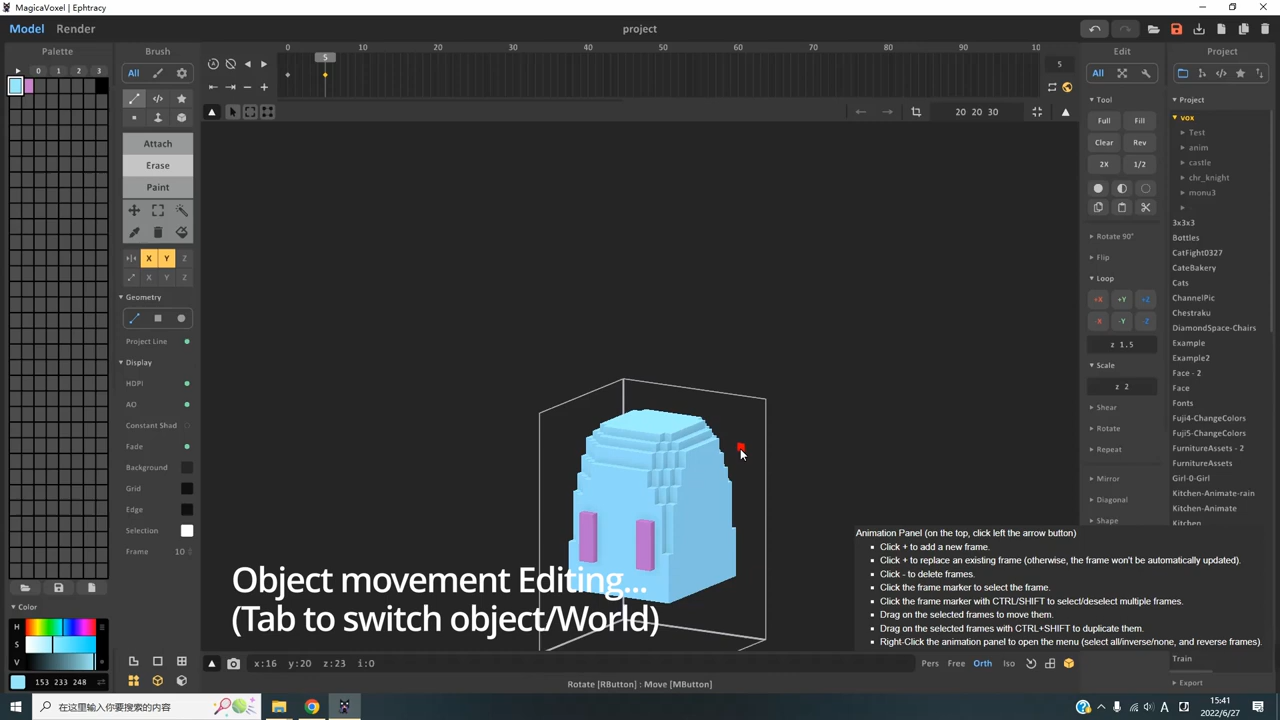 MagicaVoxel | Ephtracy
Model Render
project
Palette
Brush
0 10 20 30 40 50 60 70 80 90 10
5
Edit
Project
0 1 2 3
All
5
All
20 20 30
Tool
Full Fill
Clear Rev
2X 1/2
Rotate 90°
Flip
Loop
+X +Y +Z
-X -Y -Z
z 1.5
Scale
z 2
Shear
Rotate
Repeat
Mirror
Diagonal
Shape
Project
vox
Test
anim
castle
chr_knight
monu3
3x3x3
Bottles
CatFight0327
CateBakery
Cats
ChannelPic
Chestraku
DiamondSpace-Chairs
Example
Example2
Face - 2
Face
Fonts
Fuji4-ChangeColors
Fuji5-ChangeColors
FurnitureAssets - 2
FurnitureAssets
Girl-0-Girl
Kitchen-Animate-rain
Kitchen-Animate
Kitchen
Train
Export
Attach
Erase
Paint
X Y Z
X Y Z
Geometry
Project Line
Display
HDPI
AO
Constant Shad
Fade
Background
Grid
Edge
Selection
Frame 10
Color
H
S
V
153 233 248
Object movement Editing...
(Tab to switch object/World)
Animation Panel (on the top, click left the arrow button)
Click + to add a new frame.
Click + to replace an existing frame (otherwise, the frame won't be automatically updated).
Click - to delete frames.
Click the frame marker to select the frame.
Click the frame marker with CTRL/SHIFT to select/deselect multiple frames.
Drag on the selected frames to move them.
Drag on the selected frames with CTRL+SHIFT to duplicate them.
Right-Click the animation panel to open the menu (select all/inverse/none, and reverse frames).
x:16 y:20 z:23 i:0
Pers Free Orth Iso
Rotate [RButton] : Move [MButton]
在这里输入你要搜索的内容
A
15:41
2022/6/27